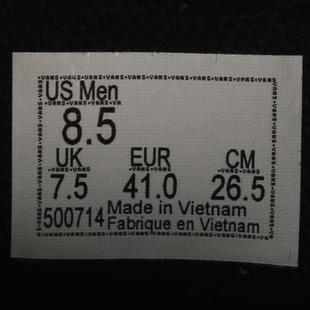 US Men
8.5
UK EUR CM
7.5 41.0 26.5
500714 Made in Vietnam
Fabrique en Vietnam